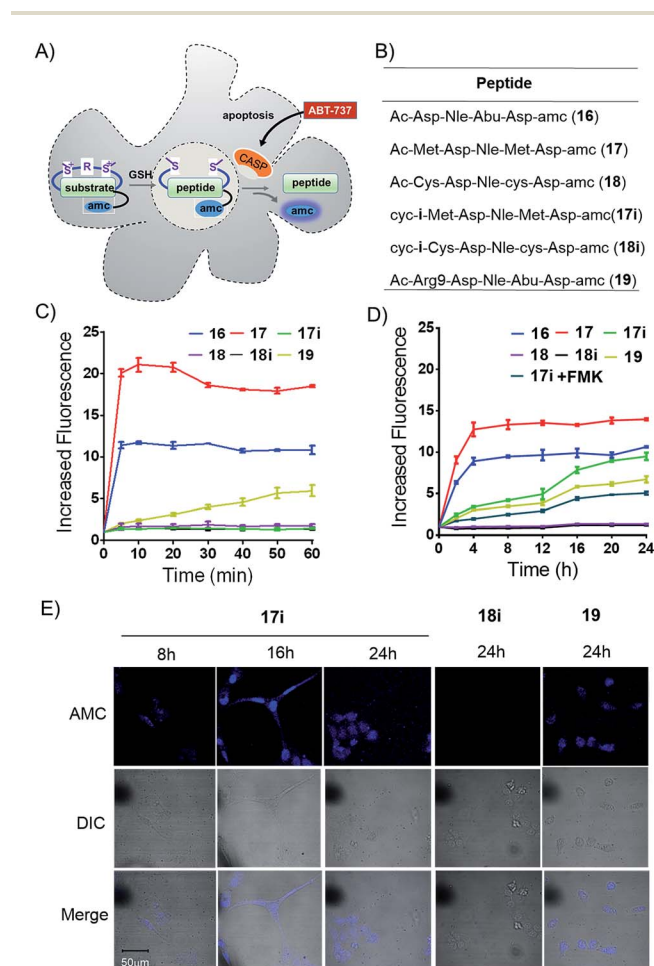 A)
apoptosis
ABT-737
CASP
S+ R S+
substrate
amc
GSH
S S
peptide
amc
peptide
amc
B)
Peptide
Ac-Asp-Nle-Abu-Asp-amc (16)
Ac-Met-Asp-Nle-Met-Asp-amc (17)
Ac-Cys-Asp-Nle-cys-Asp-amc (18)
cyc-i-Met-Asp-Nle-Met-Asp-amc(17i)
cyc-i-Cys-Asp-Nle-cys-Asp-amc (18i)
Ac-Arg9-Asp-Nle-Abu-Asp-amc (19)
C)
Increased Fluorescence
25
20
15
10
5
0
16 17 17i
18 18i 19
0 10 20 30 40 50 60
Time (min)
D)
Increased Fluorescence
25
20
15
10
5
0
16 17 17i
18 18i 19
17i +FMK
0 4 8 12 16 20 24
Time (h)
E)
17i 18i 19
8h 16h 24h 24h 24h
AMC
DIC
Merge
50μm